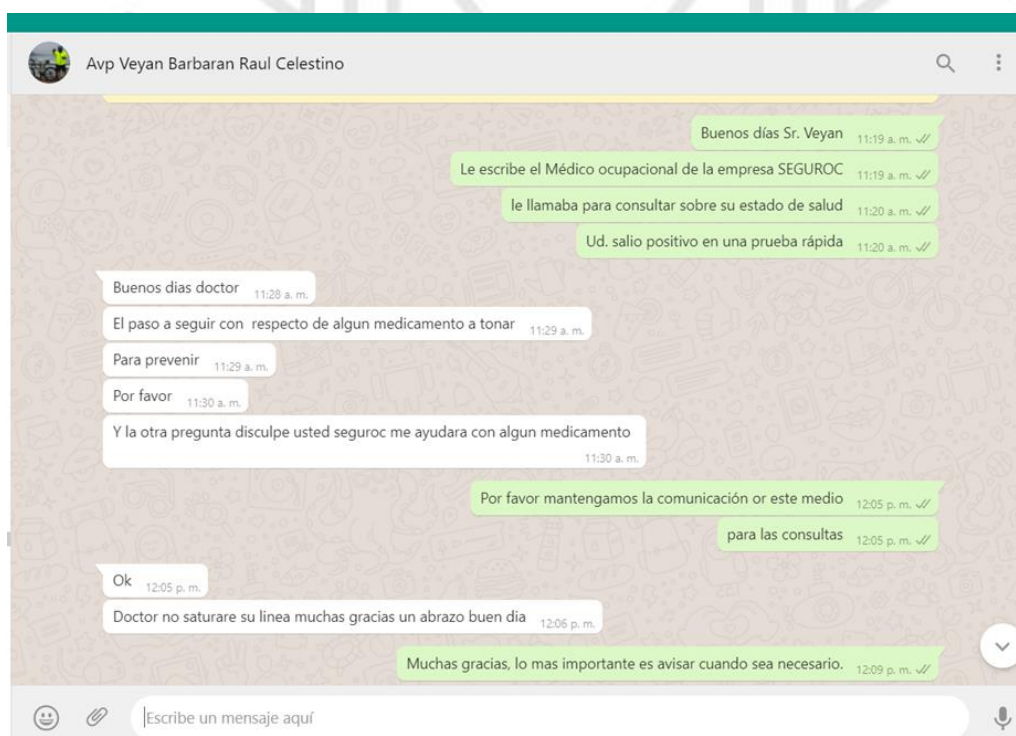 Avp Veyan Barbaran Raul Celestino
Buenos días Sr. Veyan 11:19 a. m.
Le escribe el Médico ocupacional de la empresa SEGUROC 11:19 a. m.
le llamaba para consultar sobre su estado de salud 11:20 a. m.
Ud. salio positivo en una prueba rápida 11:20 a. m.
Buenos dias doctor 11:28 a. m.
El paso a seguir con respecto de algun medicamento a tonar 11:29 a. m.
Para prevenir 11:29 a. m.
Por favor 11:30 a. m.
Y la otra pregunta disculpe usted seguroc me ayudara con algun medicamento
11:30 a. m.
Por favor mantengamos la comunicación or este medio 12:05 p. m.
para las consultas 12:05 p. m.
Ok 12:05 p. m.
Doctor no saturare su linea muchas gracias un abrazo buen dia 12:06 p. m.
Muchas gracias, lo mas importante es avisar cuando sea necesario. 12:09 p. m.
Escribe un mensaje aquí